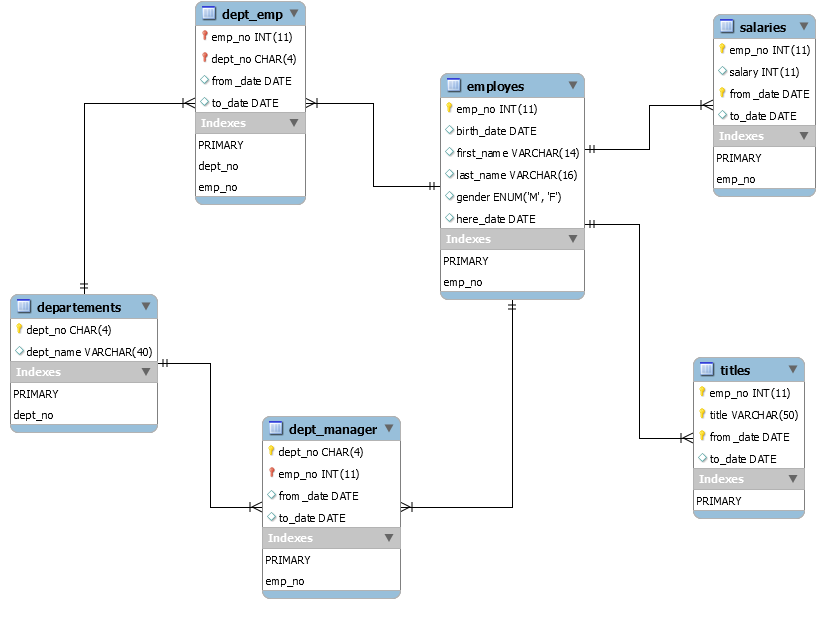 dept_emp
emp_no INT(11)
dept_no CHAR(4)
from_date DATE
to_date DATE
Indexes
PRIMARY
dept_no
emp_no
employes
emp_no INT(11)
birth_date DATE
first_name VARCHAR(14)
last_name VARCHAR(16)
gender ENUM('M', 'F')
here_date DATE
Indexes
PRIMARY
emp_no
salaries
emp_no INT(11)
salary INT(11)
from_date DATE
to_date DATE
Indexes
PRIMARY
emp_no
departements
dept_no CHAR(4)
dept_name VARCHAR(40)
Indexes
PRIMARY
dept_no
dept_manager
dept_no CHAR(4)
emp_no INT(11)
from_date DATE
to_date DATE
Indexes
PRIMARY
emp_no
titles
emp_no INT(11)
title VARCHAR(50)
from_date DATE
to_date DATE
Indexes
PRIMARY